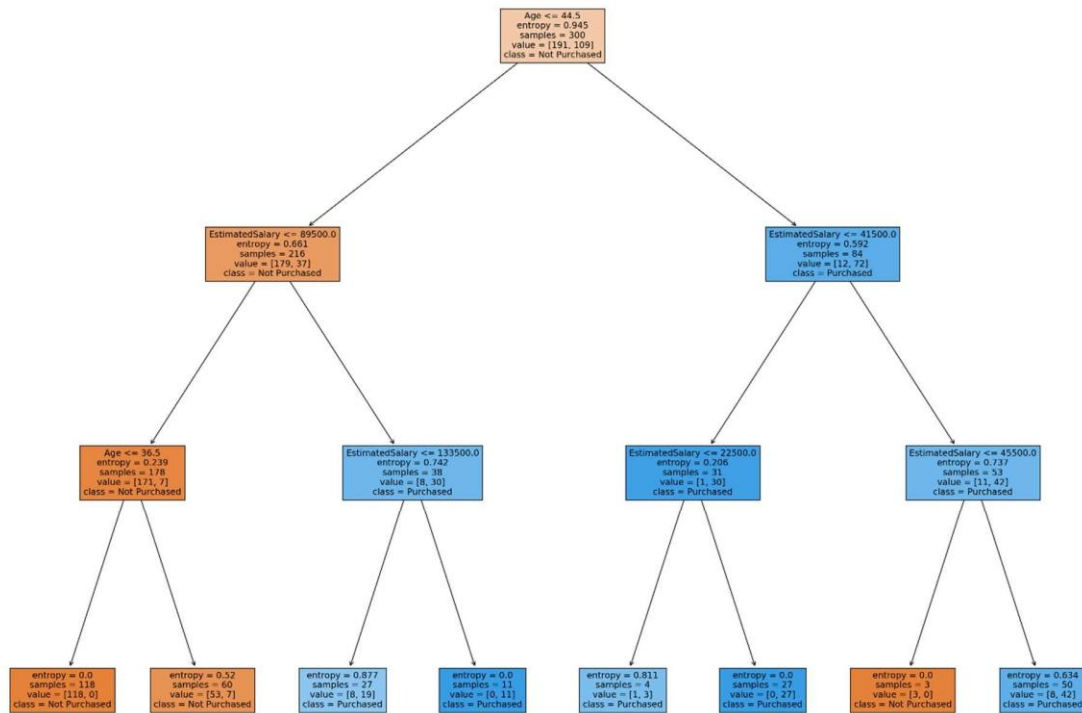 Age <= 44.5
entropy = 0.945
samples = 300
value = [191, 109]
class = Not Purchased
EstimatedSalary <= 89500.0
entropy = 0.661
samples = 216
value = [179, 37]
class = Not Purchased
EstimatedSalary <= 41500.0
entropy = 0.592
samples = 84
value = [12, 72]
class = Purchased
Age <= 36.5
entropy = 0.239
samples = 178
value = [171, 7]
class = Not Purchased
EstimatedSalary <= 133500.0
entropy = 0.742
samples = 38
value = [8, 30]
class = Purchased
EstimatedSalary <= 22500.0
entropy = 0.206
samples = 31
value = [1, 30]
class = Purchased
EstimatedSalary <= 45500.0
entropy = 0.737
samples = 53
value = [11, 42]
class = Purchased
entropy = 0.0
samples = 118
value = [118, 0]
class = Not Purchased
entropy = 0.52
samples = 60
value = [53, 7]
class = Not Purchased
entropy = 0.877
samples = 27
value = [8, 19]
class = Purchased
entropy = 0.0
samples = 11
value = [0, 11]
class = Purchased
entropy = 0.811
samples = 4
value = [1, 3]
class = Purchased
entropy = 0.0
samples = 27
value = [0, 27]
class = Purchased
entropy = 0.0
samples = 3
value = [3, 0]
class = Not Purchased
entropy = 0.634
samples = 50
value = [8, 42]
class = Purchased